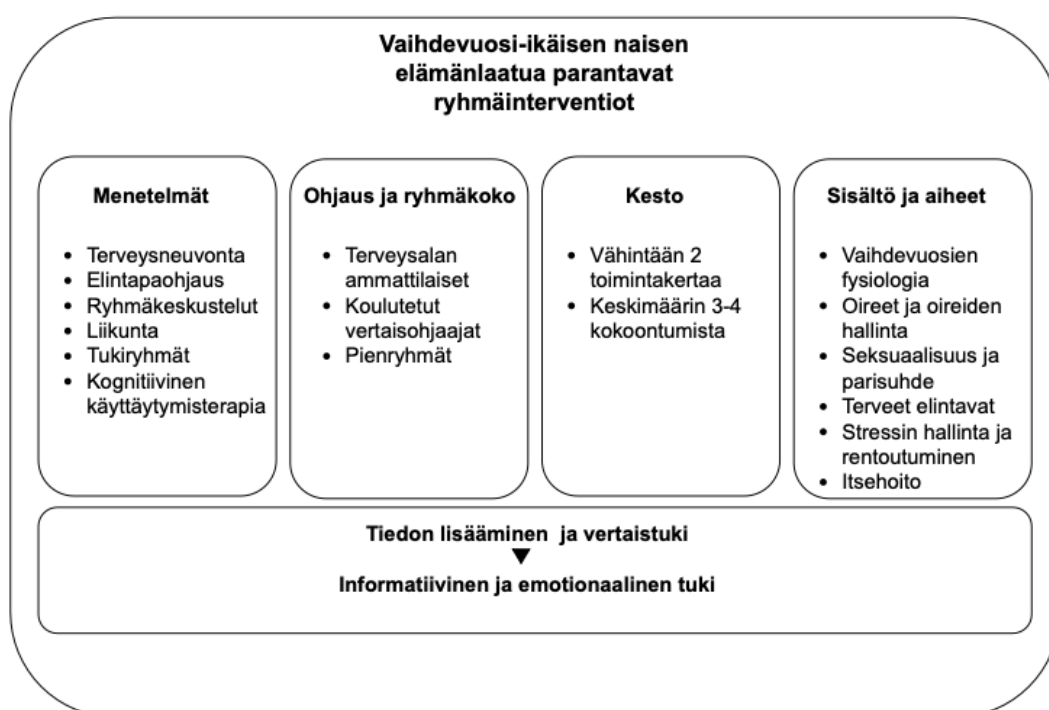 Vaihdevuosi-ikäisen naisen
elämänlaatua parantavat
ryhmäinterventiot
Menetelmät
• Terveysneuvonta
• Elintapaohjaus
• Ryhmäkeskustelut
• Liikunta
• Tukiryhmät
• Kognitiivinen
käyttäytymisterapia
Ohjaus ja ryhmäkoko
• Terveysalan
ammattilaiset
• Koulutetut
vertaisohjaajat
• Pienryhmät
Kesto
• Vähintään 2
toimintakertaa
• Keskimäärin 3-4
kokoontumista
Sisältö ja aiheet
• Vaihdevuosien
fysiologia
• Oireet ja oireiden
hallinta
• Seksuaalisuus ja
parisuhde
• Terveet elintavat
• Stressin hallinta ja
rentoutuminen
• Itsehoito
Tiedon lisääminen ja vertaistuki
Informatiivinen ja emotionaalinen tuki